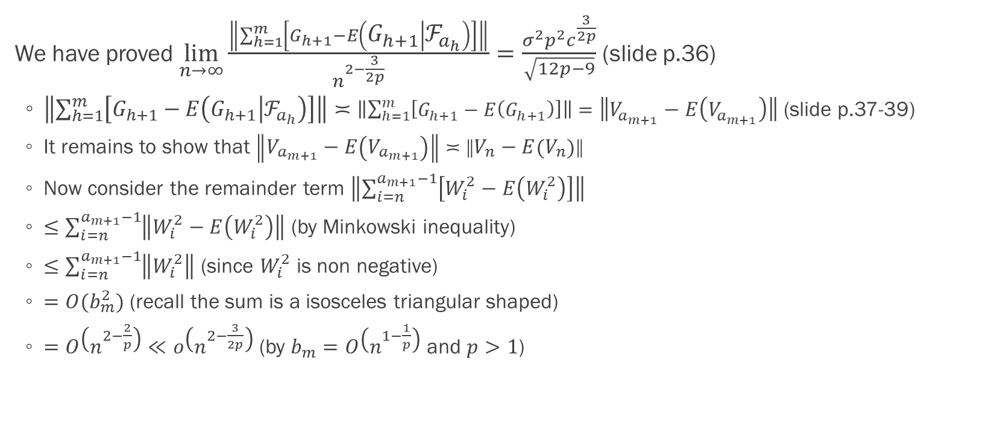 We have proved $\lim_{n\to\infty} \frac{\left\|\sum_{h=1}^{m}\left[G_{h+1}-E\left(G_{h+1}|\mathcal{F}_{a_h}\right)\right]\right\|}{n^{2-\frac{3}{2p}}} = \frac{\sigma^2 p^2 c^{\frac{3}{2p}}}{\sqrt{12p-9}}$ (slide p.36)
◦ $\left\|\sum_{h=1}^{m}\left[G_{h+1}-E\left(G_{h+1}|\mathcal{F}_{a_h}\right)\right]\right\| \asymp \left\|\sum_{h=1}^{m}[G_{h+1}-E(G_{h+1})]\right\| = \left\|V_{a_{m+1}}-E\left(V_{a_{m+1}}\right)\right\|$ (slide p.37-39)
◦ It remains to show that $\left\|V_{a_{m+1}}-E\left(V_{a_{m+1}}\right)\right\| \asymp \|V_n-E(V_n)\|$
◦ Now consider the remainder term $\left\|\sum_{i=n}^{a_{m+1}-1}\left[W_i^2-E\left(W_i^2\right)\right]\right\|$
◦ $\leq \sum_{i=n}^{a_{m+1}-1}\left\|W_i^2-E\left(W_i^2\right)\right\|$ (by Minkowski inequality)
◦ $\leq \sum_{i=n}^{a_{m+1}-1}\left\|W_i^2\right\|$ (since $W_i^2$ is non negative)
◦ $= O(b_m^2)$ (recall the sum is a isosceles triangular shaped)
◦ $= O\left(n^{2-\frac{2}{p}}\right) \ll o\left(n^{2-\frac{3}{2p}}\right)$ (by $b_m = O\left(n^{1-\frac{1}{p}}\right)$ and $p > 1$)